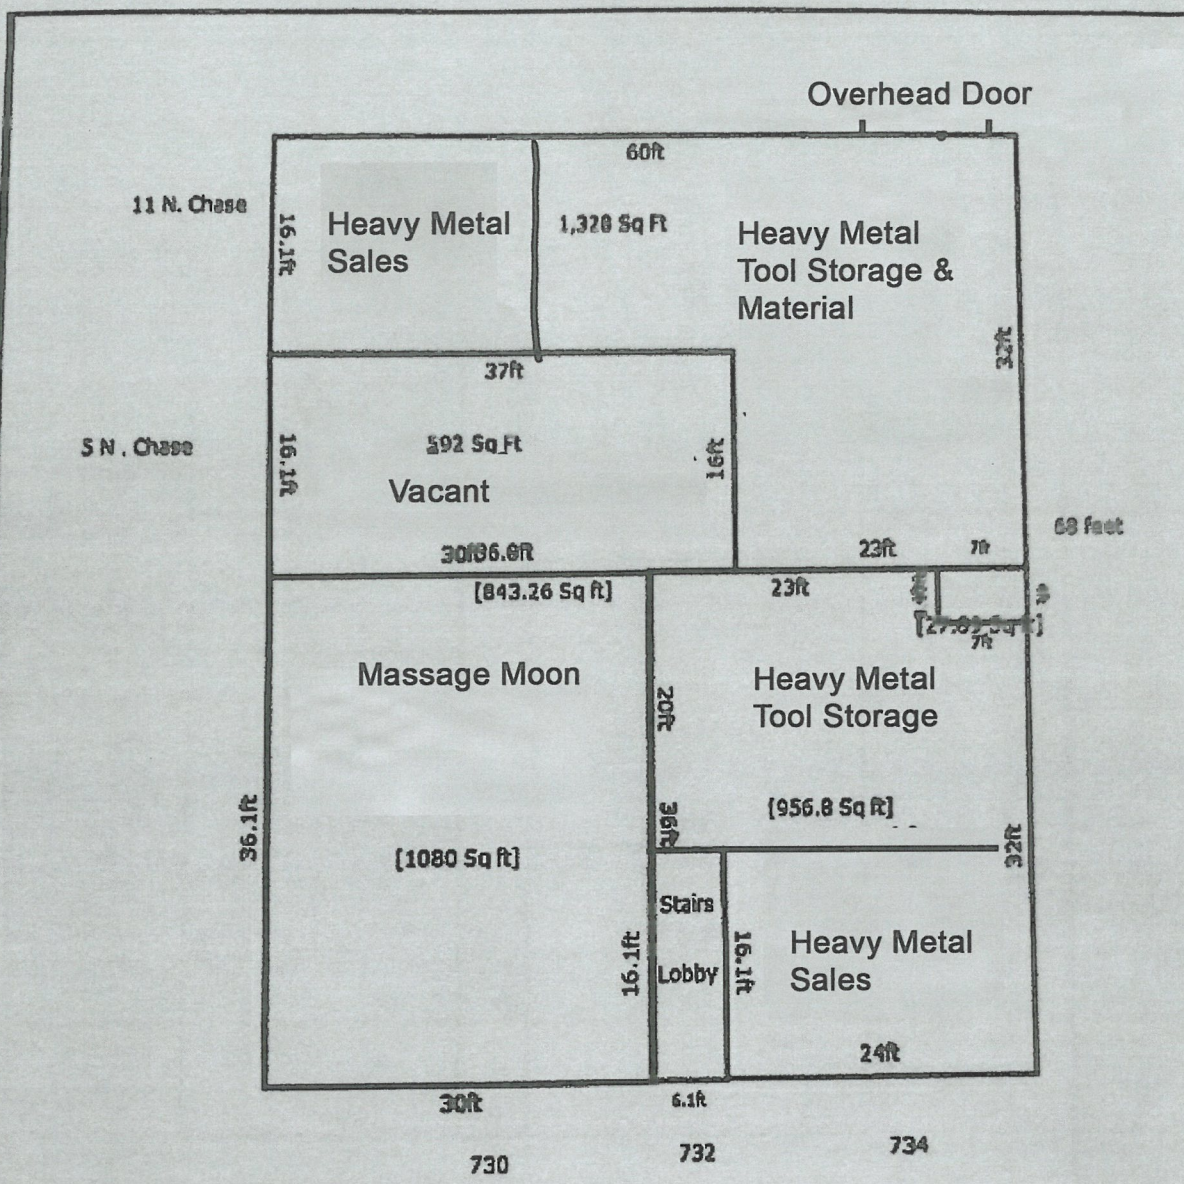 Overhead Door
60ft
11 N. Chase
16.1ft
Heavy Metal
Sales
1,328 Sq Ft
Heavy Metal
Tool Storage &
Material
32ft
37ft
5 N. Chase
16.1ft
592 Sq Ft
16ft
Vacant
68 feet
23ft
7ft
[843.26 Sq ft]
23ft
7ft
Massage Moon
Heavy Metal
Tool Storage
20ft
36.1ft
36ft
[956.8 Sq ft]
32ft
[1080 Sq ft]
Stairs
16.1ft
Lobby
16.1ft
Heavy Metal
Sales
24ft
30ft
6.1ft
730
732
734